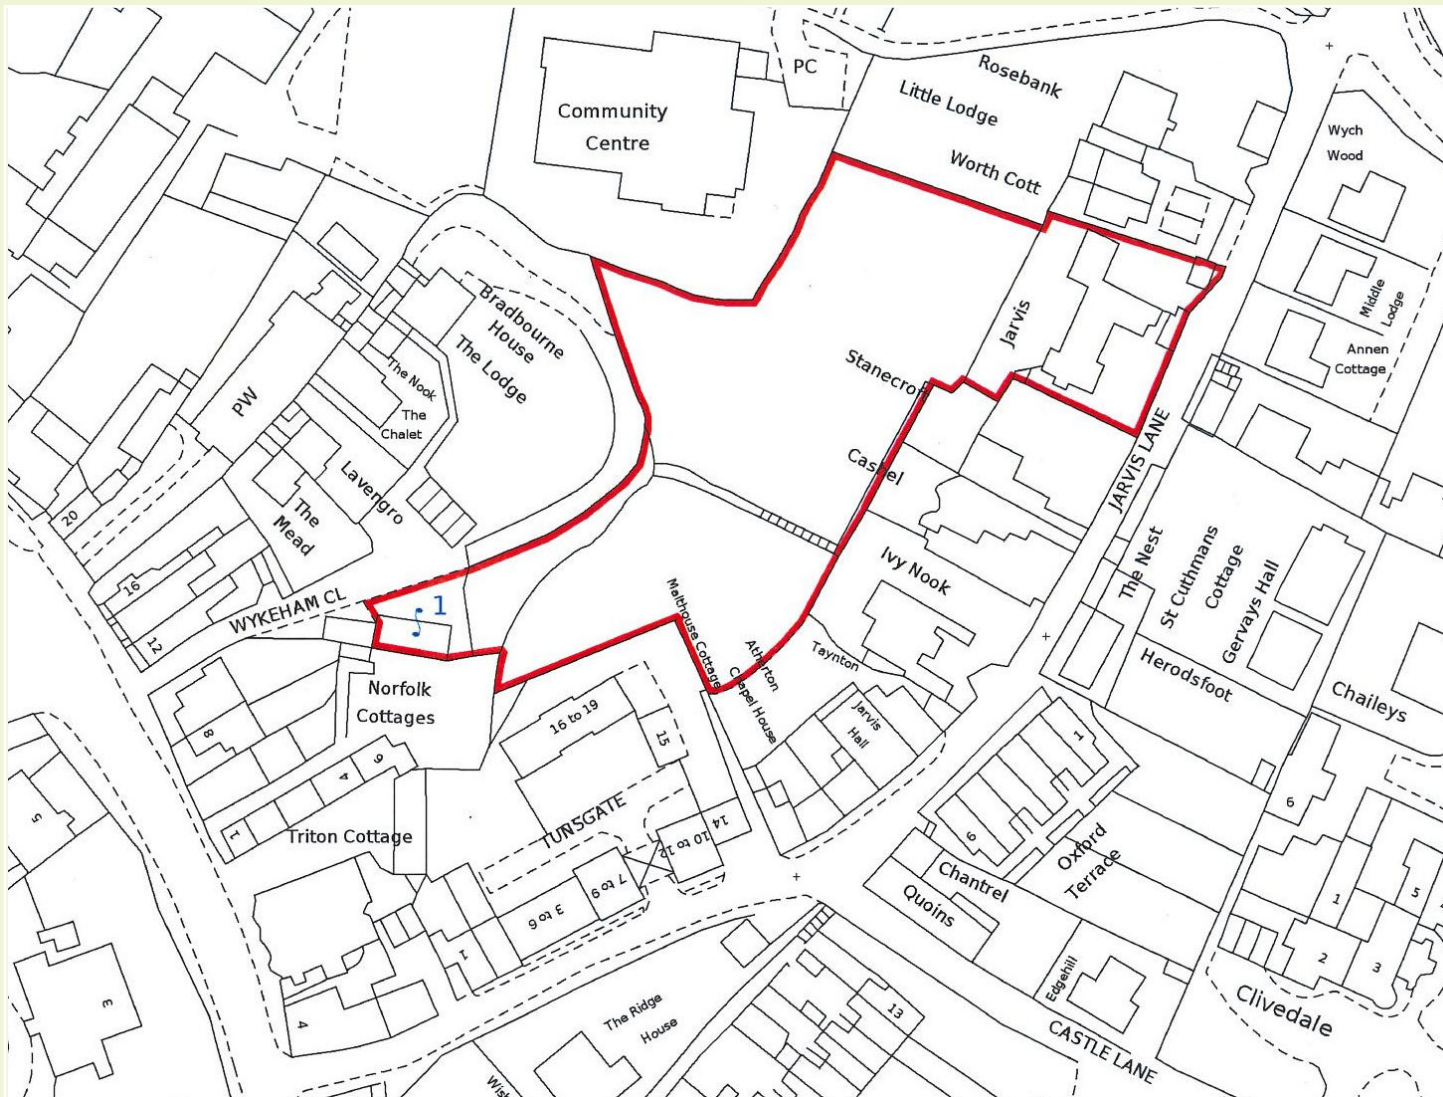 PC
Community
Centre
Rosebank
Little Lodge
Worth Cott
Wych
Wood
Middle
Lodge
Annen
Cottage
Bradbourne
House
The Lodge
The Nook
The
Chalet
PW
Lavengro
The
Mead
Jarvis
Stanecroft
Casbel
JARVIS LANE
Ivy Nook
The Nest
St Cuthmans
Cottage
Gervays Hall
Herodsfoot
Chaileys
20
16
12
WYKEHAM CL
1
Norfolk
Cottages
8
Malthouse Cottage
Atherton
Chapel House
Taynton
Jarvis
Hall
16 to 19
15
6
4
1
Triton Cottage
TUNSGATE
14
10 to 12
7 to 9
3 to 6
1
4
5
3
1
6
Chantrel
Quoins
Oxford
Terrace
Edgehill
CASTLE LANE
6
1
5
4
2
3
Clivedale
The Ridge
House
13